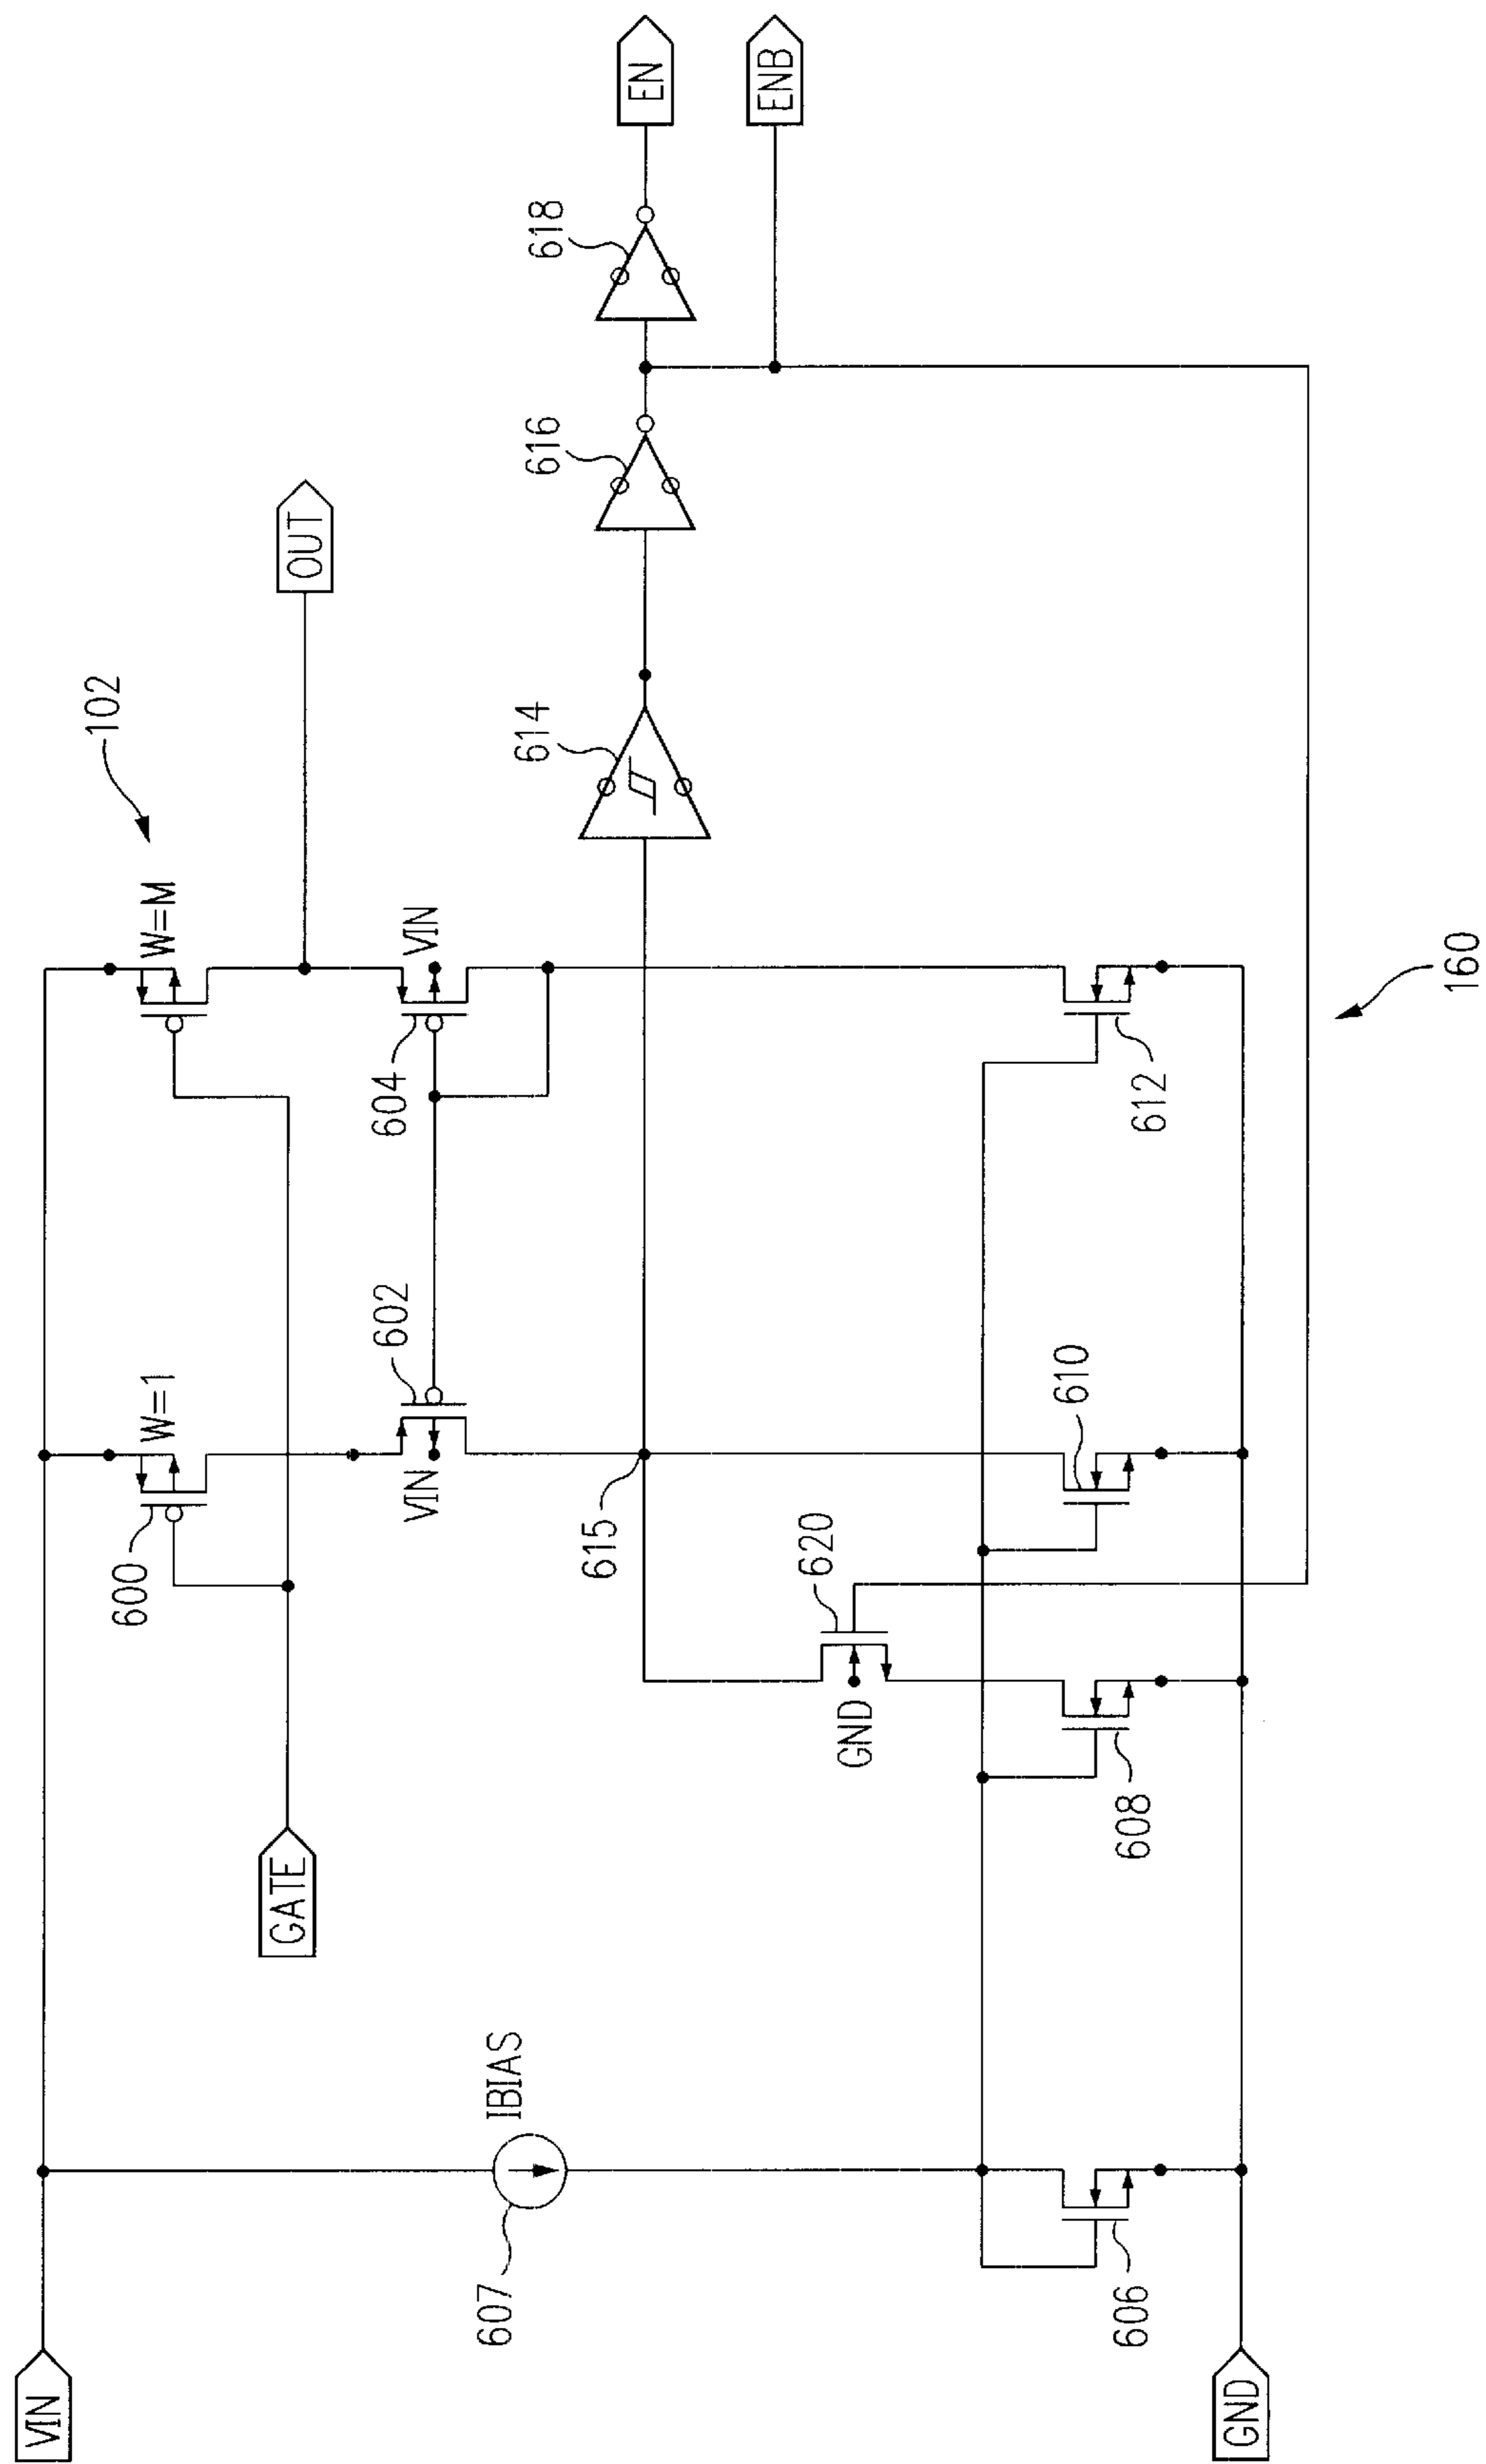 VIN
607
IBIAS
GATE
600
W=1
602
VIN
615
620
GND
608
610
606
GND
102
W=M
604
VIN
612
OUT
614
616
618
EN
ENB
160